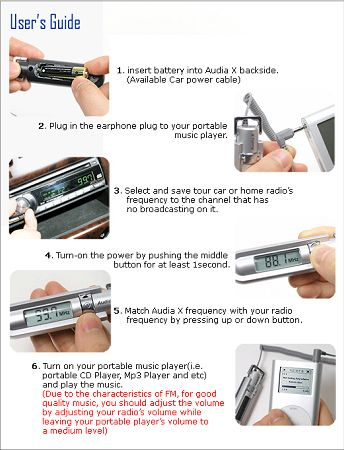 User's Guide
1. insert battery into Audia X backside.
(Available Car power cable)
2. Plug in the earphone plug to your portable
music player.
3. Select and save tour car or home radio's
frequency to the channel that has
no broadcasting on it.
4. Turn-on the power by pushing the middle
button for at least 1second.
88.1 MHz
5. Match Audia X frequency with your radio
frequency by pressing up or down button.
MHz
6. Turn on your portable music player(i.e.
portable CD Player, Mp3 Player and etc)
and play the music.
(Due to the characteristics of FM, for good
quality music, you should adjust the volume
by adjusting your radio's volume while
leaving your portable player's volume to
a medium level)